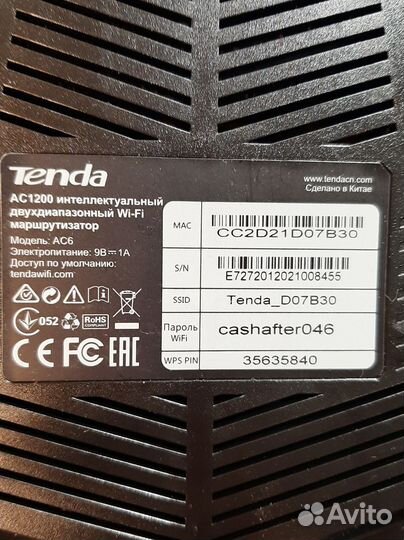 Tenda
www.tendacn.com
Сделано в Китае
AC1200 интеллектуальный
двухдиапазонный Wi-Fi
маршрутизатор
Модель: AC6
Электропитание: 9В⎓1А
Доступ по умолчанию:
tendawifi.com
052 RoHS
COMPLIANT
CE FC EAC
MAC CC2D21D07B30
S/N E7272012021008455
SSID Tenda_D07B30
Пароль WiFi cashafter046
WPS PIN 35635840
Avito